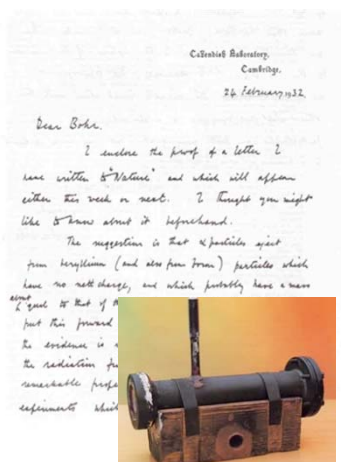 Cavendish Laboratory,
Cambridge.
24 February 1932.
Dear Bohr.
I enclose the proof of a letter I
have written to "Nature" and which will appear
either this week or next. I thought you might
like to know about it beforehand.
The suggestion is that α particles eject
from beryllium (and also from boron) particles which
have no nett charge, and which probably have a mass
about
equal to that of the
put this forward
the evidence is
the radiation
remarkable
experiments which